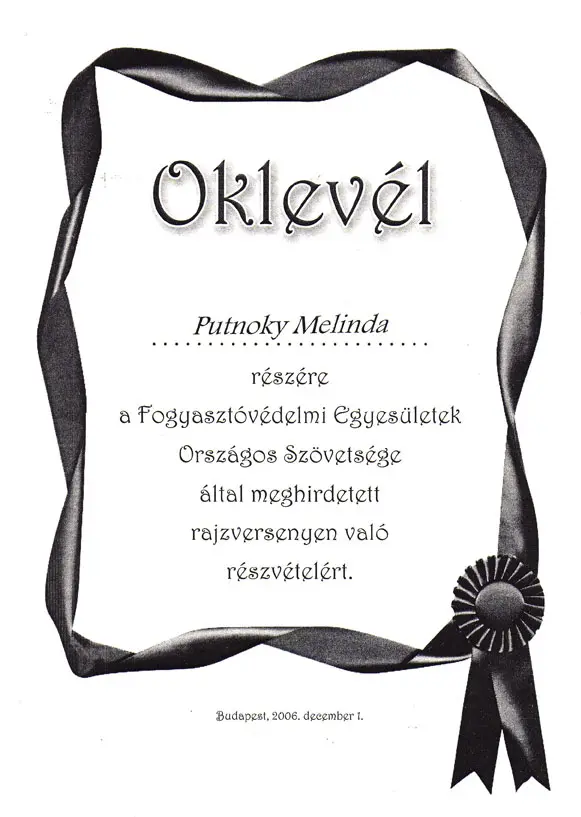 Oklevél
Putnoky Melinda
részére
a Fogyasztóvédelmi Egyesületek
Országos Szövetsége
által meghirdetett
rajzversenyen való
részvételért.
Budapest, 2006. december 1.